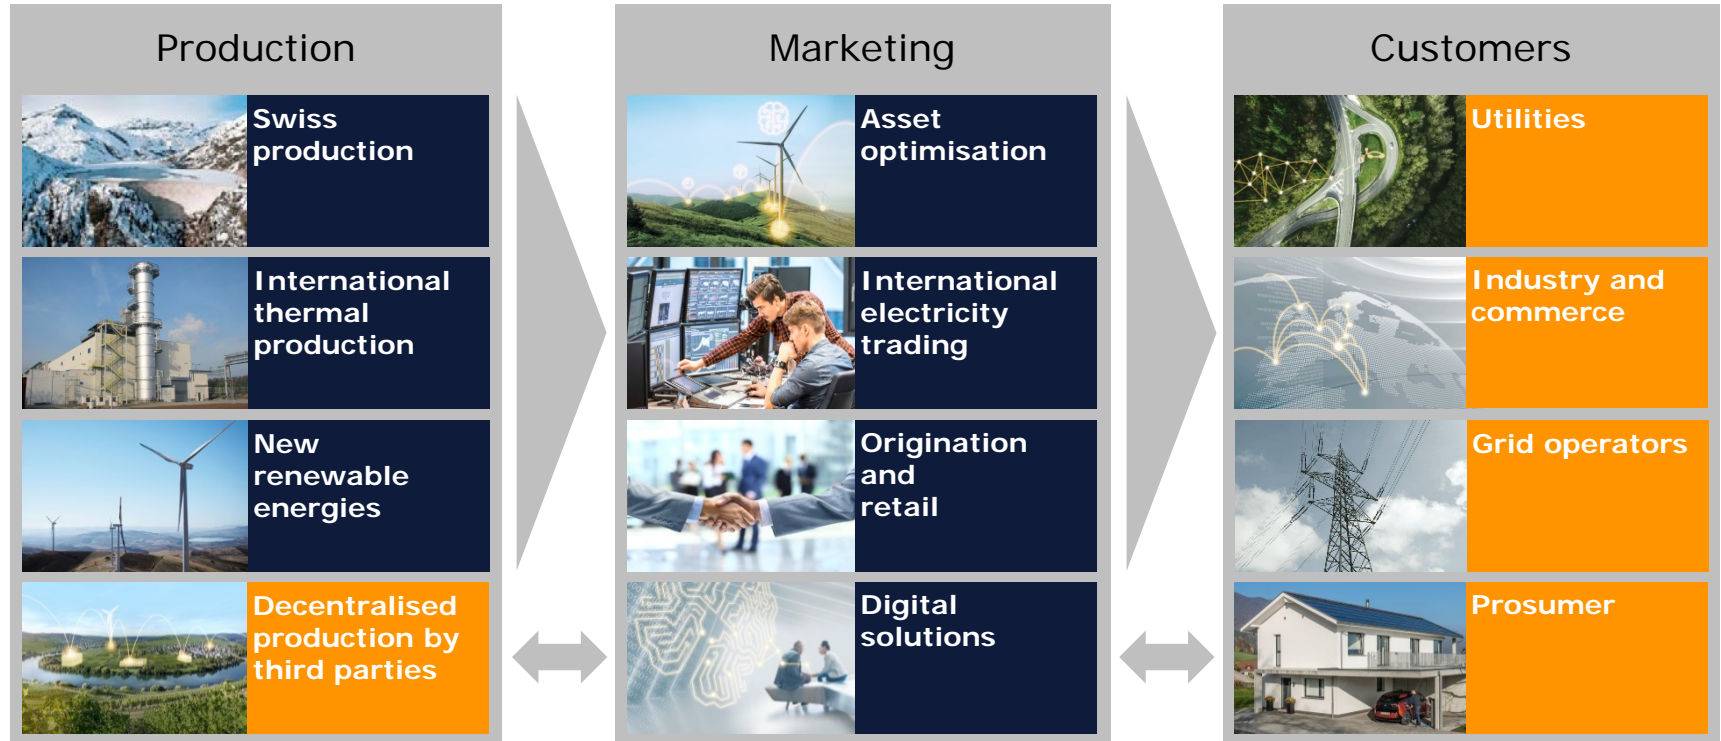 Production
Swiss
production
International
thermal
production
New
renewable
energies
Decentralised
production by
third parties
Marketing
Asset
optimisation
International
electricity
trading
Origination
and
retail
Digital
solutions
Customers
Utilities
Industry and
commerce
Grid operators
Prosumer